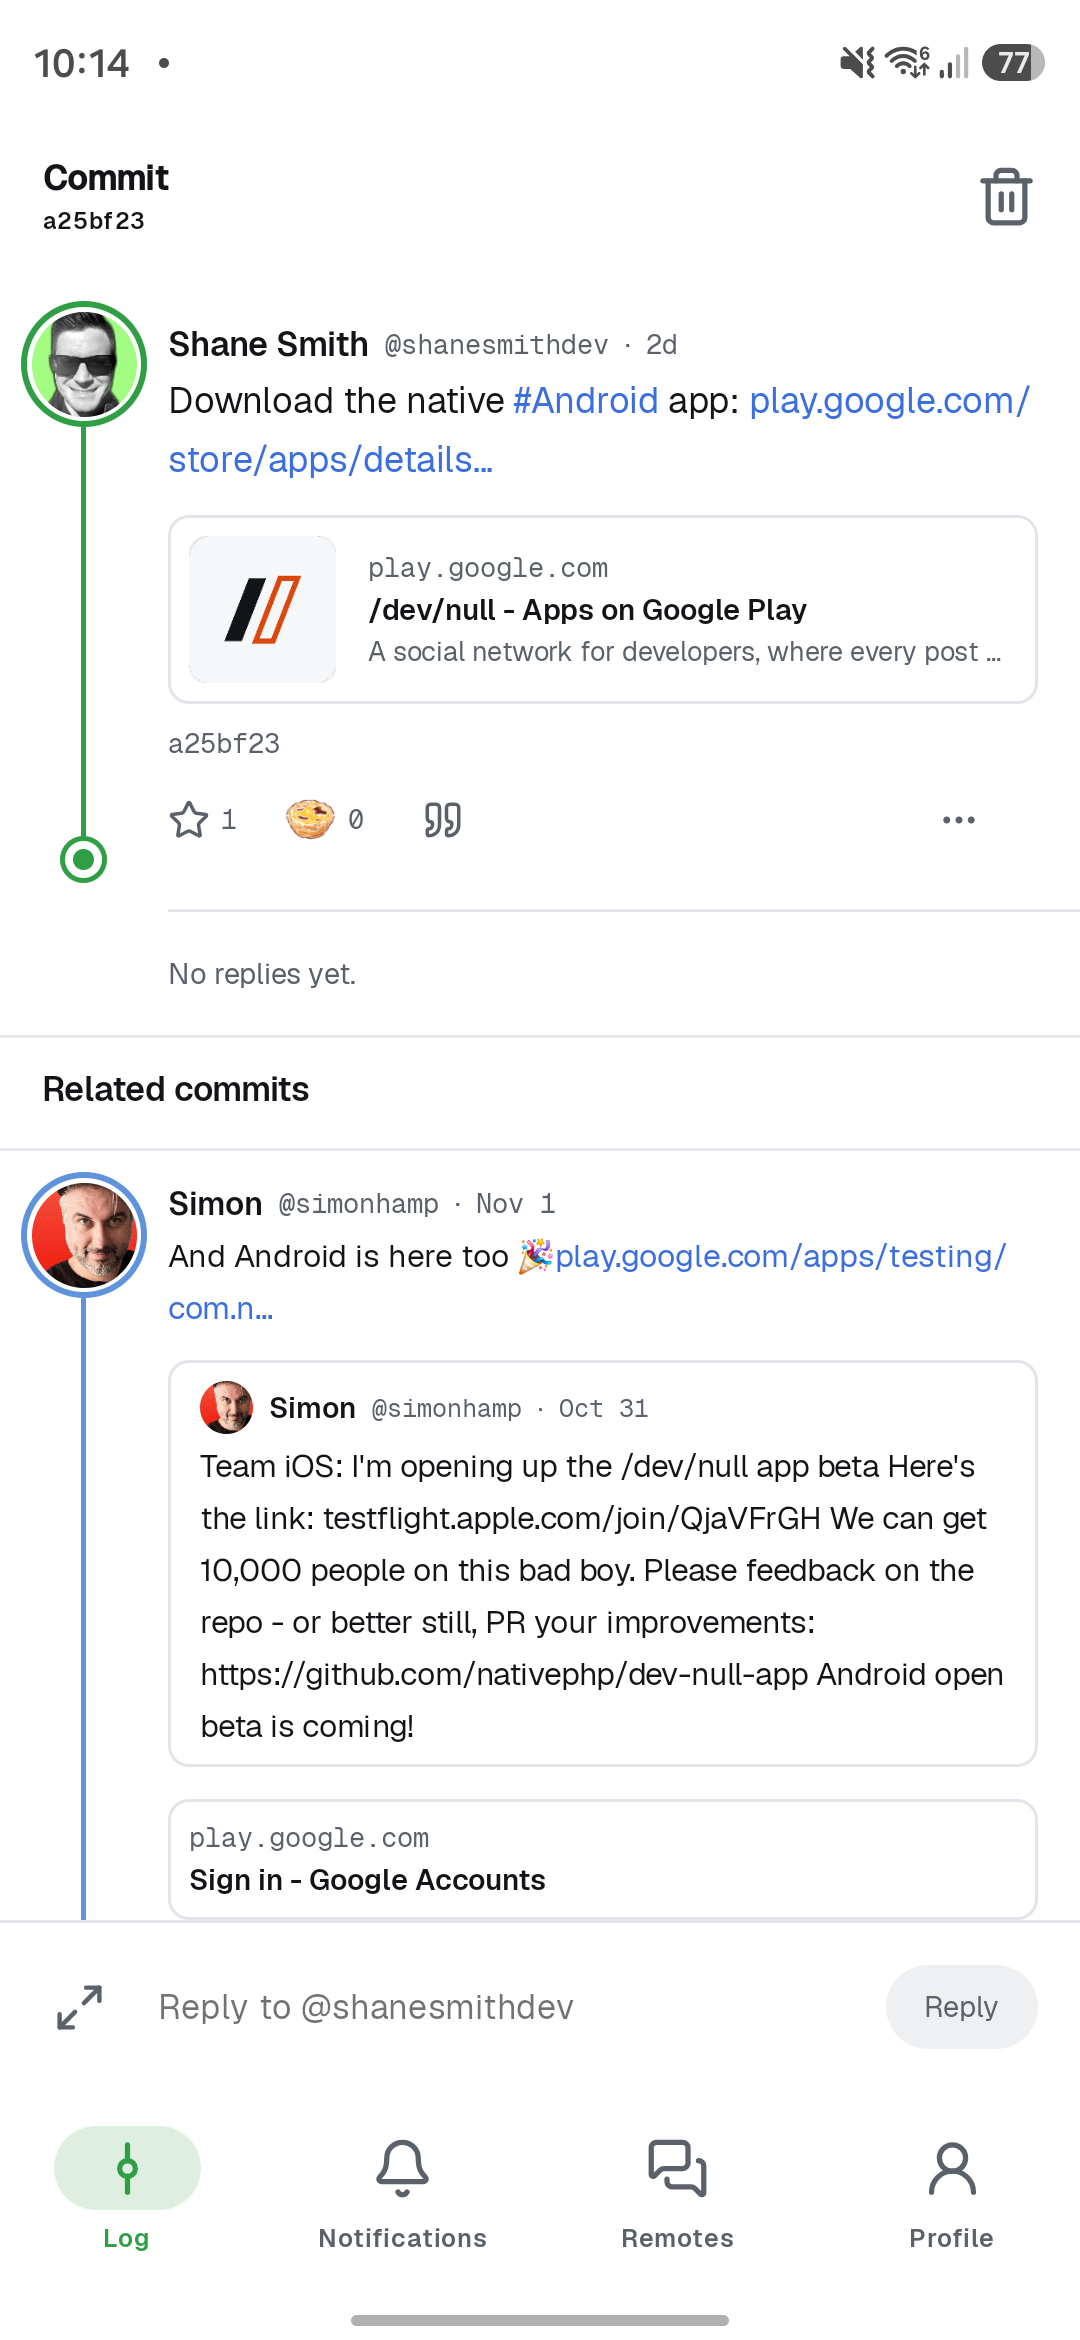 10:14
6
77
Commit
a25bf23
Shane Smith @shanesmithdev · 2d
Download the native #Android app: play.google.com/
store/apps/details...
play.google.com
/dev/null - Apps on Google Play
A social network for developers, where every post ...
a25bf23
1
0
No replies yet.
Related commits
Simon @simonhamp · Nov 1
And Android is here too 🎉play.google.com/apps/testing/
com.n...
Simon @simonhamp · Oct 31
Team iOS: I'm opening up the /dev/null app beta Here's
the link: testflight.apple.com/join/QjaVFrGH We can get
10,000 people on this bad boy. Please feedback on the
repo - or better still, PR your improvements:
https://github.com/nativephp/dev-null-app Android open
beta is coming!
play.google.com
Sign in - Google Accounts
Reply to @shanesmithdev
Reply
Log
Notifications
Remotes
Profile